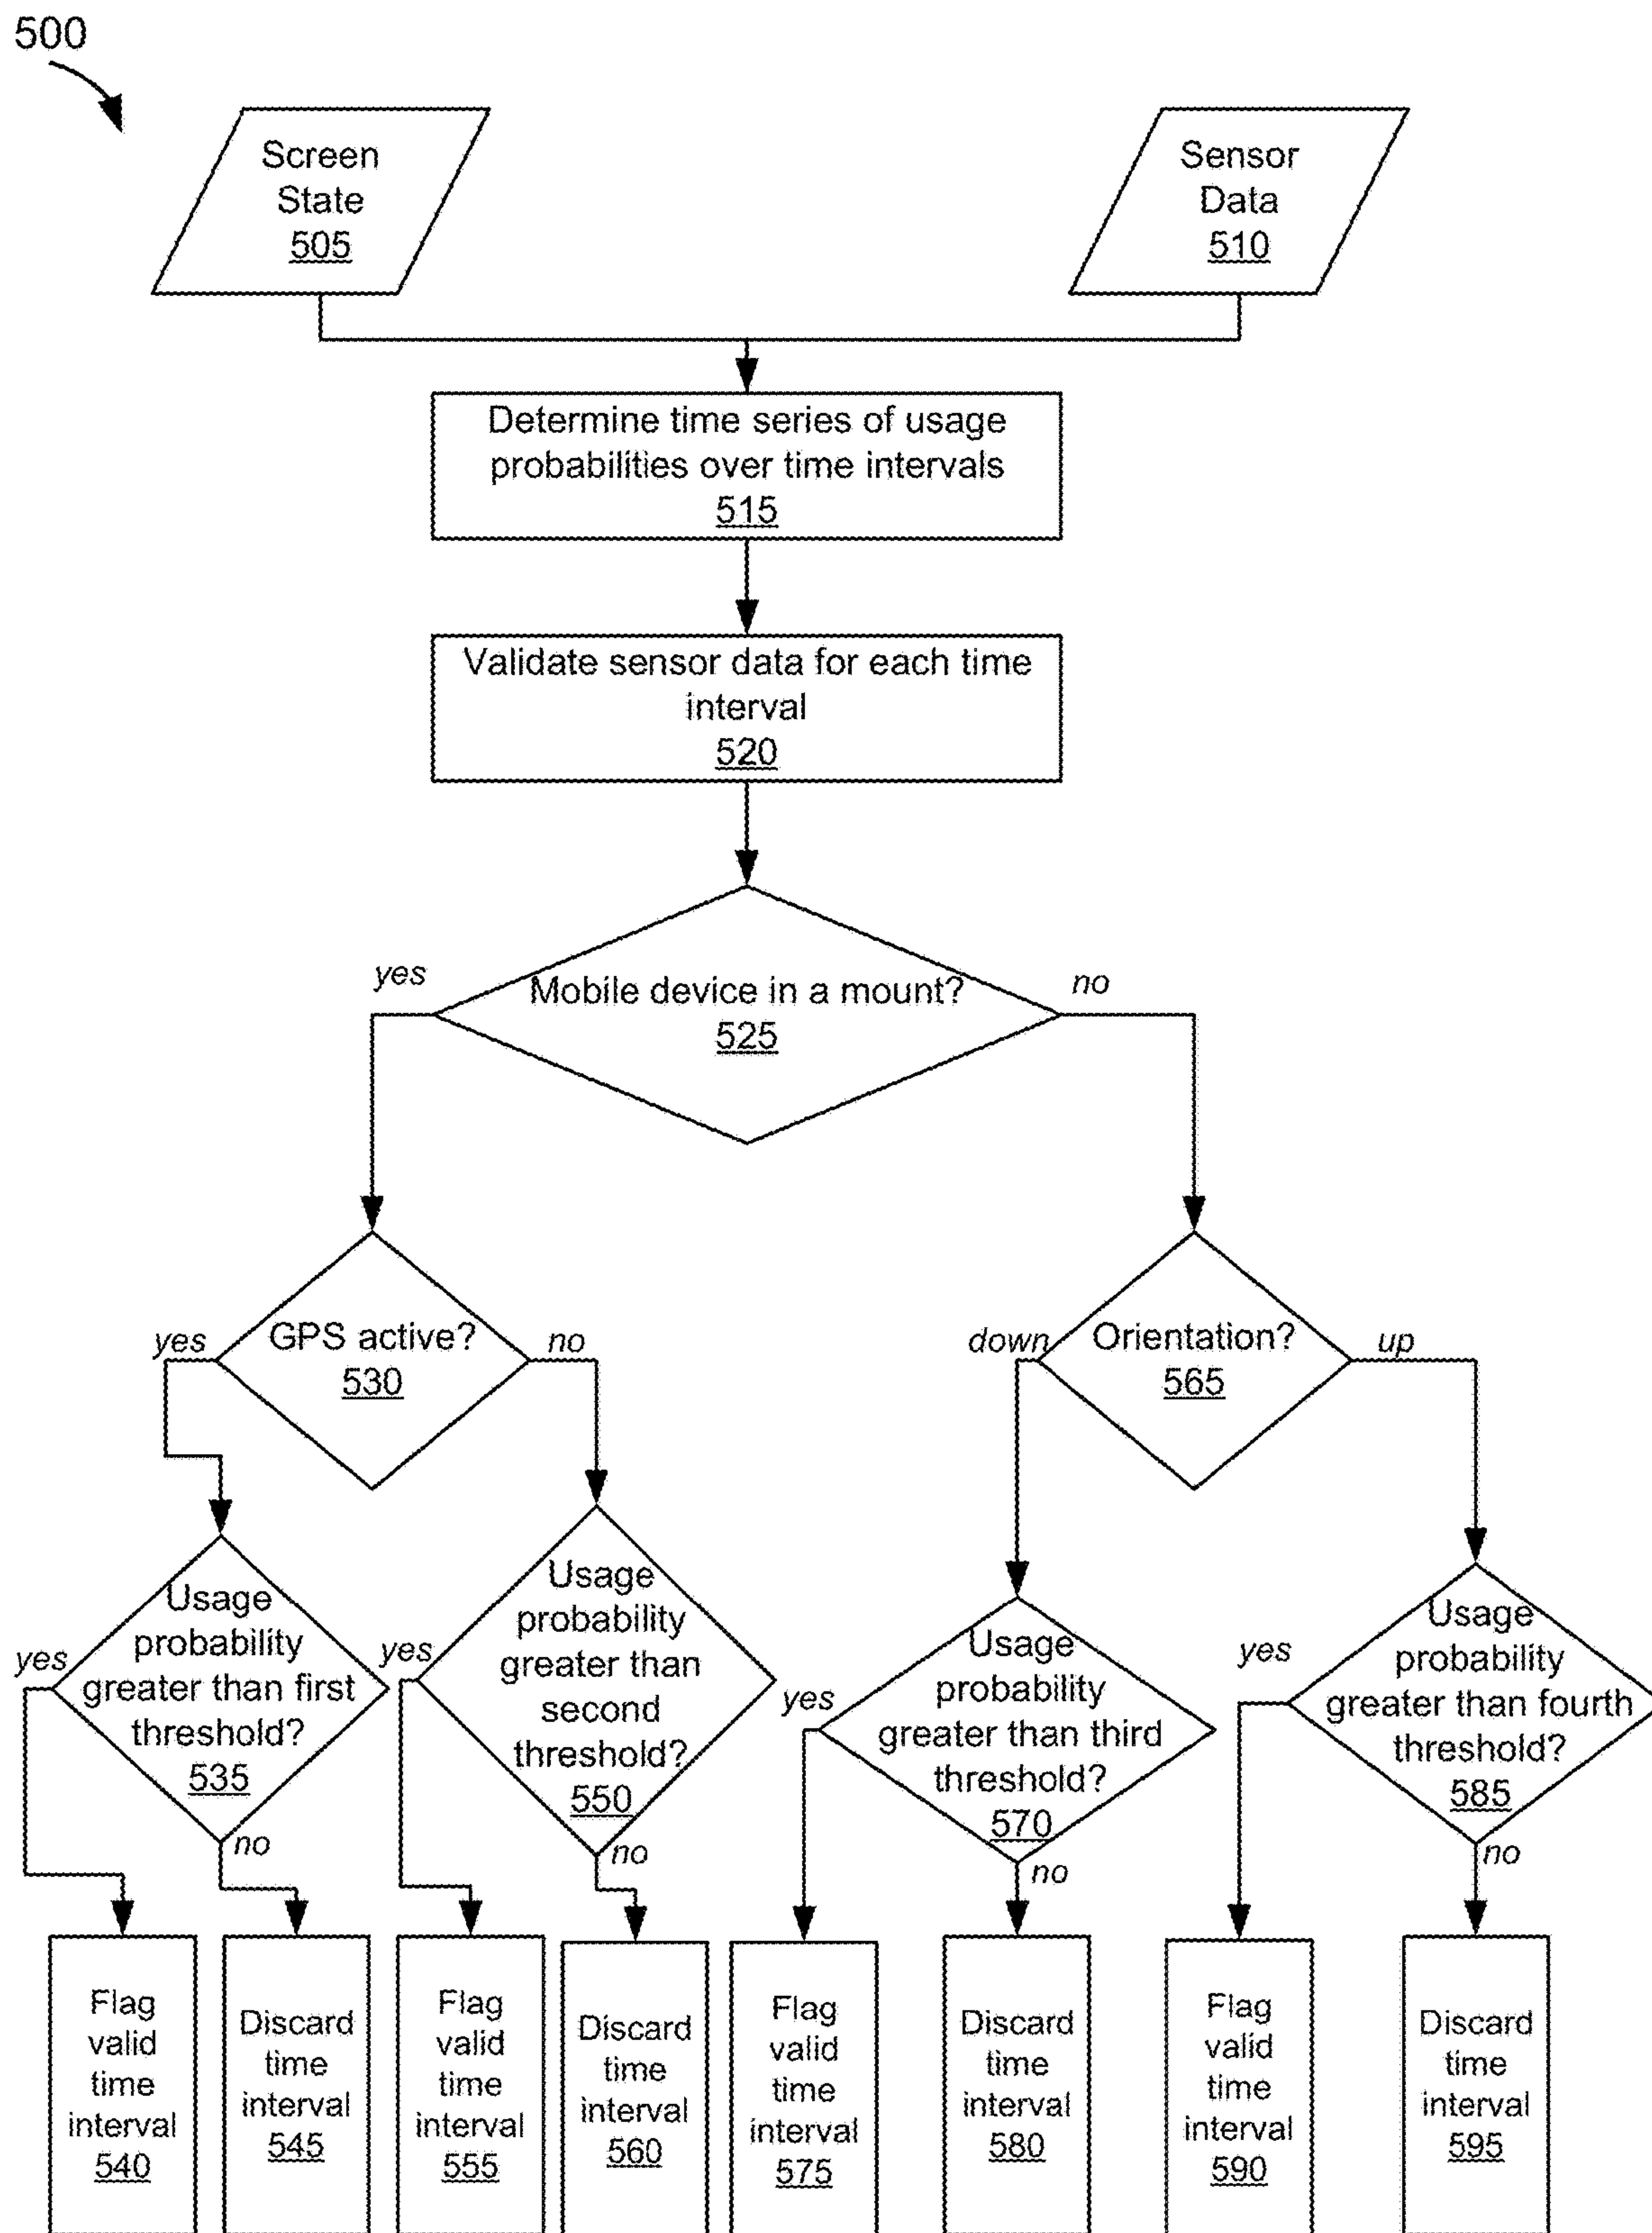 500
Screen
State
505
Sensor
Data
510
Determine time series of usage
probabilities over time intervals
515
Validate sensor data for each time
interval
520
yes
Mobile device in a mount?
525
no
yes
GPS active?
530
no
down
Orientation?
565
up
yes
Usage
probability
greater than first
threshold?
535
no
yes
Usage
probability
greater than
second
threshold?
550
no
yes
Usage
probability
greater than third
threshold?
570
no
yes
Usage
probability
greater than fourth
threshold?
585
no
Flag
valid
time
interval
540
Discard
time
interval
545
Flag
valid
time
interval
555
Discard
time
interval
560
Flag
valid
time
interval
575
Discard
time
interval
580
Flag
valid
time
interval
590
Discard
time
interval
595